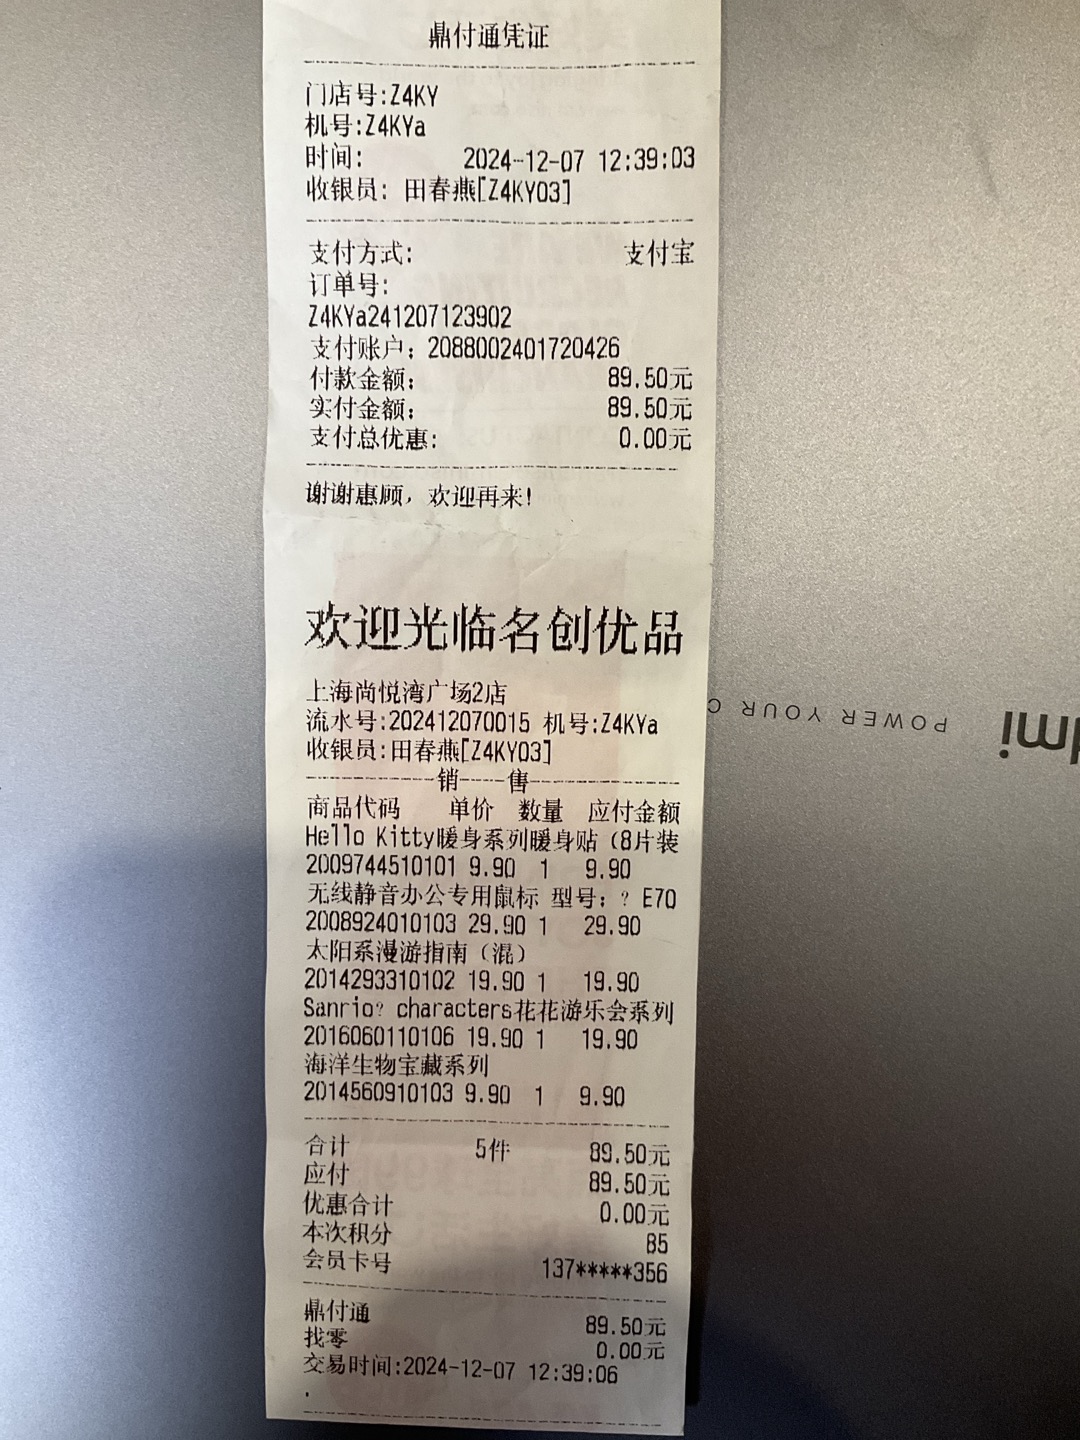 鼎付通凭证
门店号:Z4KY
机号:Z4KYa
时间: 2024-12-07 12:39:03
收银员: 田春燕[Z4KY03]
支付方式: 支付宝
订单号:
Z4KYa241207123902
支付账户: 2088002401720426
付款金额: 89.50元
实付金额: 89.50元
支付总优惠: 0.00元
谢谢惠顾, 欢迎再来!
欢迎光临名创优品
上海尚悦湾广场2店
流水号:202412070015 机号:Z4KYa
收银员:田春燕[Z4KY03]
销 售
商品代码 单价 数量 应付金额
Hello Kitty暖身系列暖身贴 (8片装
2009744510101 9.90 1 9.90
无线静音办公专用鼠标 型号: ? E70
2008924010103 29.90 1 29.90
太阳系漫游指南 (混)
2014293310102 19.90 1 19.90
Sanrio? characters花花游乐会系列
2016060110106 19.90 1 19.90
海洋生物宝藏系列
2014560910103 9.90 1 9.90
合计 5件 89.50元
应付 89.50元
优惠合计 0.00元
本次积分 85
会员卡号 137*****356
鼎付通 89.50元
找零 0.00元
交易时间:2024-12-07 12:39:06
.
POWER YOUR